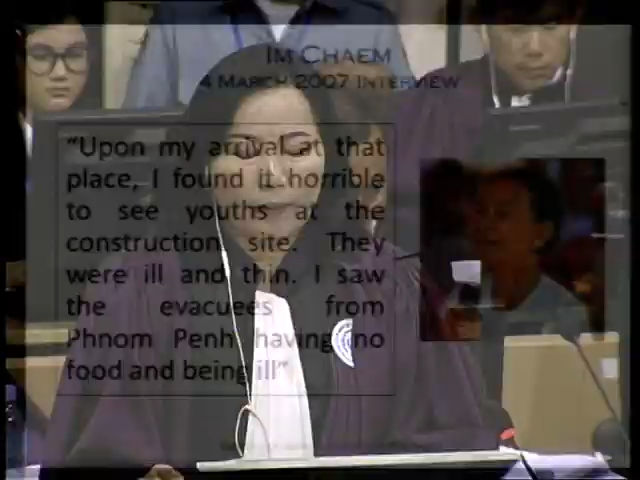 IM CHAEM
4 MARCH 2007 INTERVIEW
“Upon my arrival at that
place, I found it horrible
to see youths at the
construction site. They
were ill and thin. I saw
the evacuees from
Phnom Penh having no
food and being ill”